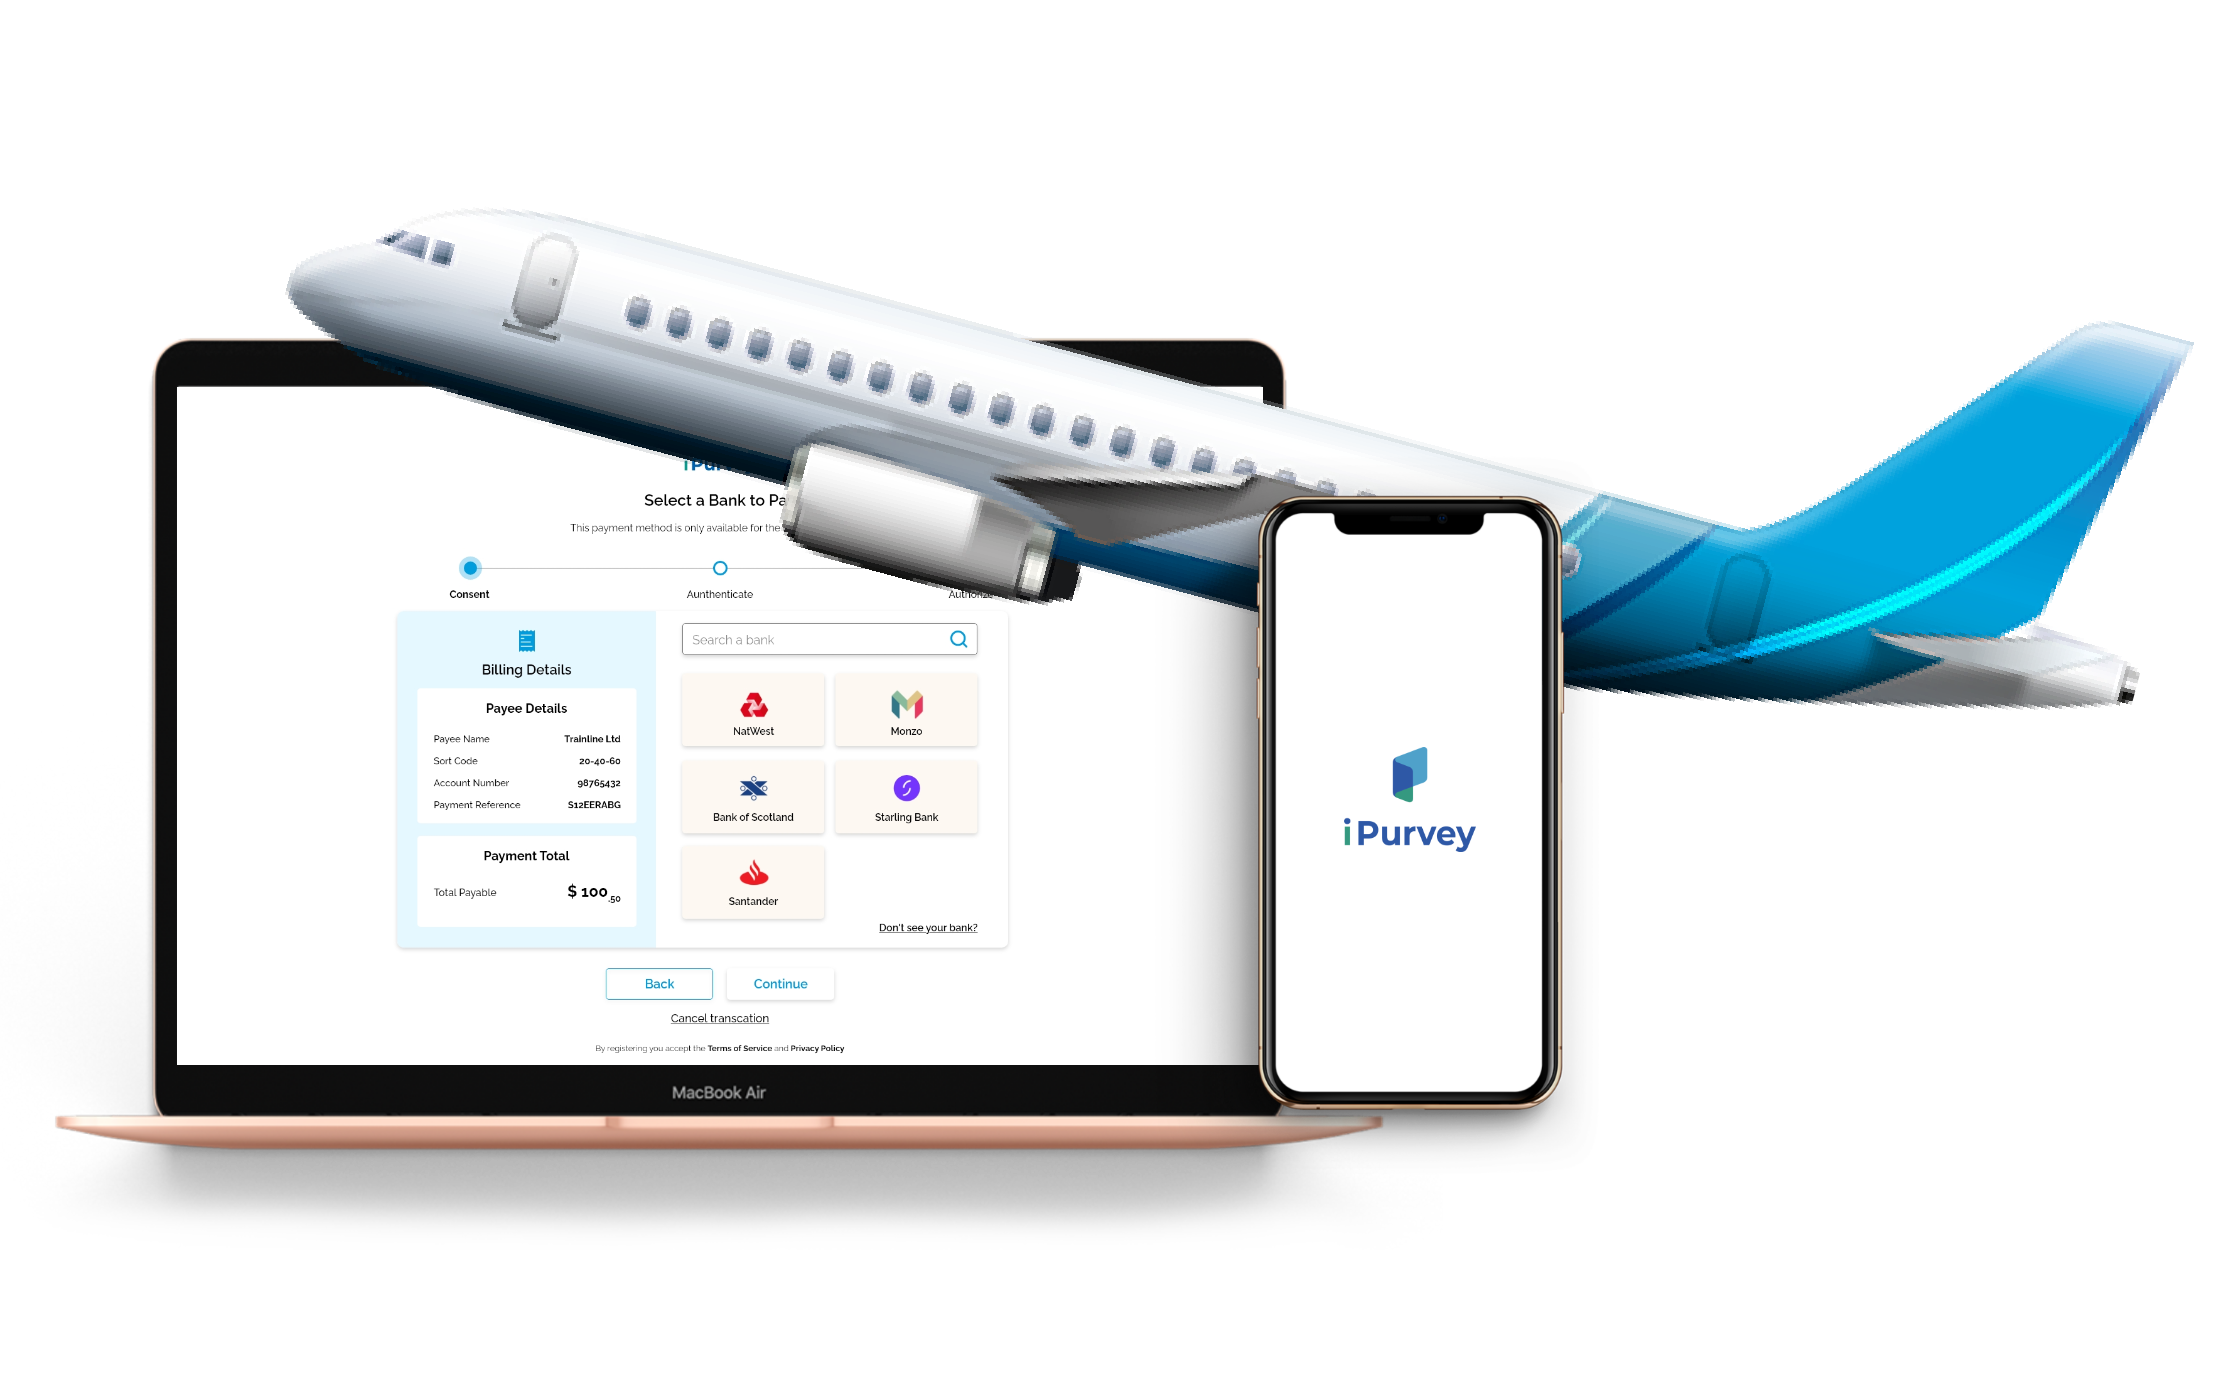 Select a Bank to
This payment method is only available for the
Consent
Aunthenticate
Authorize
Billing Details
Payee Details
Payee Name Trainline Ltd
Sort Code 20-40-60
Account Number 98765432
Payment Reference S12EERABG
Payment Total
Total Payable $ 100.50
Search a bank
NatWest
Monzo
Bank of Scotland
Starling Bank
Santander
Don't see your bank?
Back
Continue
Cancel transcation
By registering you accept the Terms of Service and Privacy Policy
MacBook Air
iPurvey